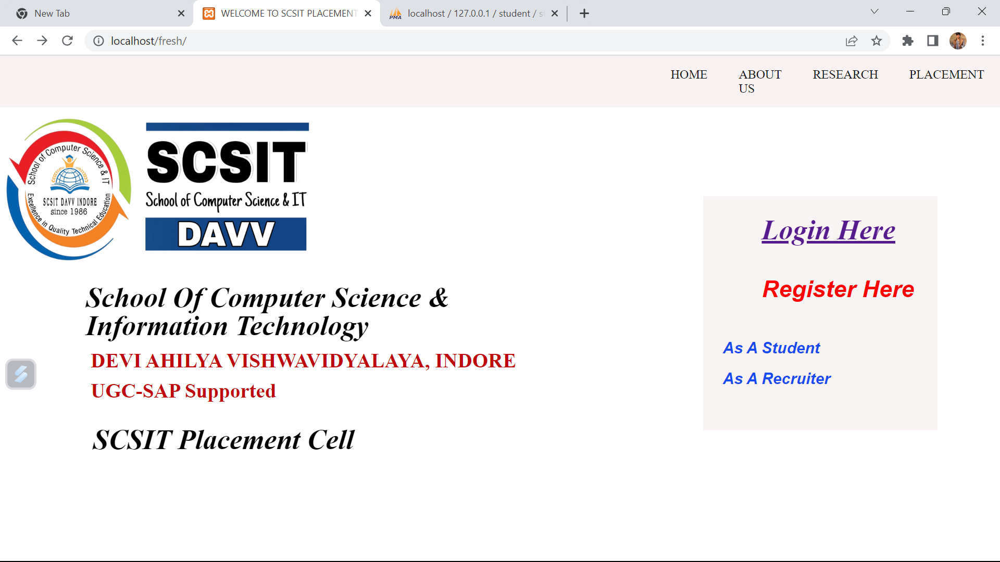 New Tab
WELCOME TO SCSIT PLACEMENT
localhost / 127.0.0.1 / student / s
localhost/fresh/
HOME
ABOUT US
RESEARCH
PLACEMENT
School of Computer Science & IT
SCSIT DAVV INDORE
since 1986
Excellence in Quality Technical Education
SCSIT
School of Computer Science & IT
DAVV
Login Here
Register Here
As A Student
As A Recruiter
School Of Computer Science &
Information Technology
DEVI AHILYA VISHWAVIDYALAYA, INDORE
UGC-SAP Supported
SCSIT Placement Cell